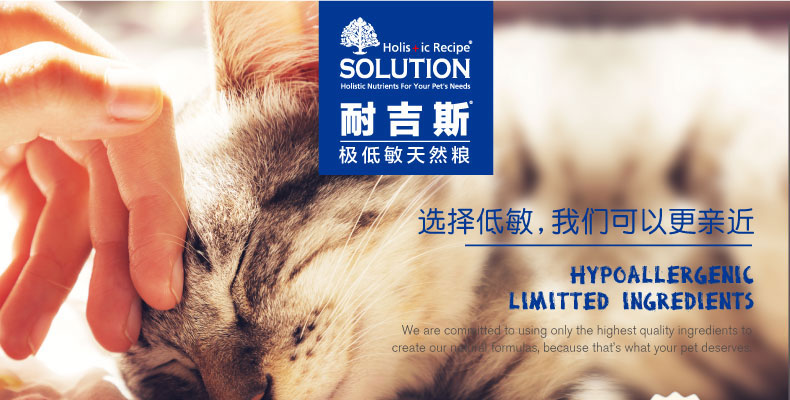 Holistic Recipe®
SOLUTION
Holistic Nutrients For Your Pet's Needs
耐吉斯®
极低敏天然粮
选择低敏,我们可以更亲近
HYPOALLERGENIC
LIMITTED INGREDIENTS
We are committed to using only the highest quality ingredients to
create our natural formulas, because that's what your pet deserves.